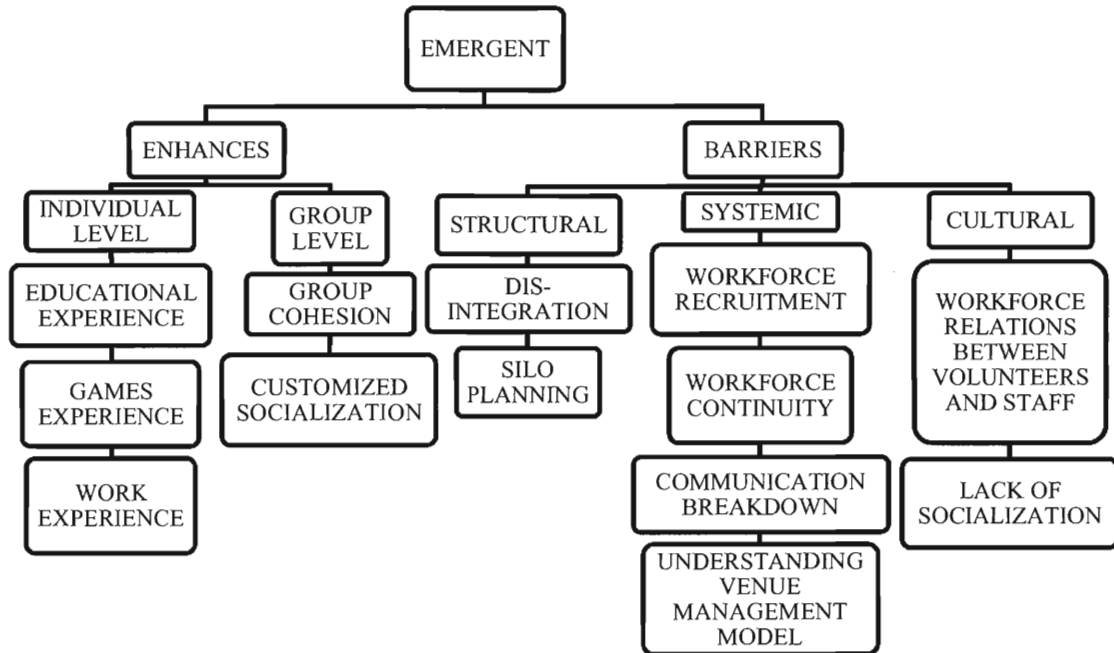 EMERGENT
ENHANCES
BARRIERS
INDIVIDUAL
LEVEL
GROUP
LEVEL
STRUCTURAL
SYSTEMIC
CULTURAL
EDUCATIONAL
EXPERIENCE
GROUP
COHESION
DIS-
INTEGRATION
WORKFORCE
RECRUITMENT
WORKFORCE
RELATIONS
BETWEEN
VOLUNTEERS
AND STAFF
GAMES
EXPERIENCE
CUSTOMIZED
SOCIALIZATION
SILO
PLANNING
WORKFORCE
CONTINUITY
WORK
EXPERIENCE
COMMUNICATION
BREAKDOWN
LACK OF
SOCIALIZATION
UNDERSTANDING
VENUE
MANAGEMENT
MODEL